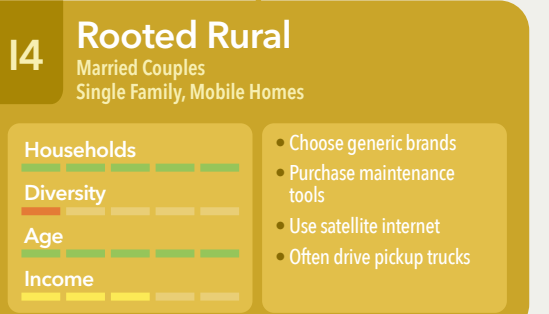 I4
Rooted Rural
Married Couples
Single Family, Mobile Homes
Households
Diversity
Age
Income
• Choose generic brands
• Purchase maintenance
tools
• Use satellite internet
• Often drive pickup trucks